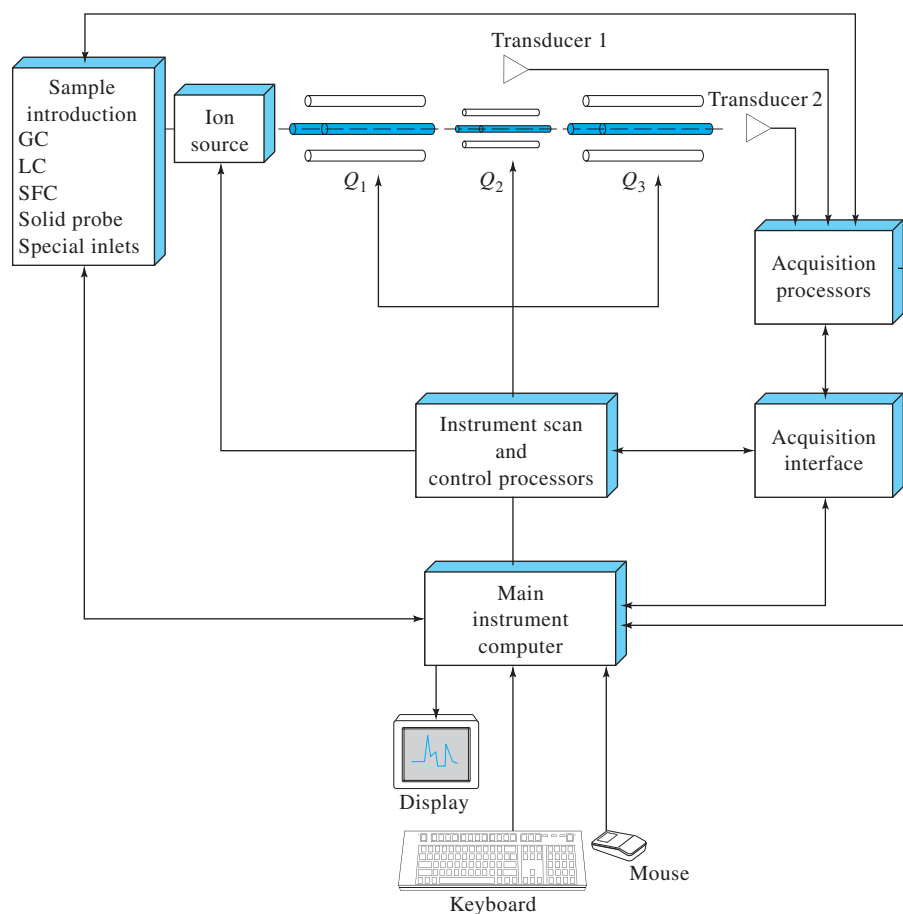 Transducer 1
Transducer 2
Sample
introduction
GC
LC
SFC
Solid probe
Special inlets
Ion
source
Q1
Q2
Q3
Acquisition
processors
Instrument scan
and
control processors
Acquisition
interface
Main
instrument
computer
Display
Keyboard
Mouse